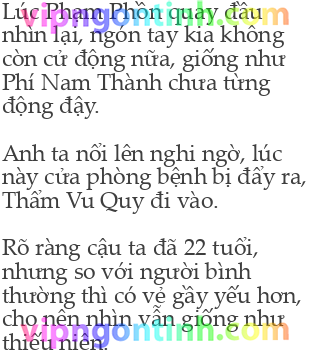 Lúc Phạm Phồn quay đầu
vipngontinh.com
nhìn lại, ngón tay kia không
còn cử động nữa, giống như
Phí Nam Thành chưa từng
động đậy.
Anh ta nổi lên nghi ngờ, lúc
này cửa phòng bệnh bị đẩy ra,
Thẩm Vu Quy đi vào.
Rõ ràng cậu ta đã 22 tuổi,
nhưng so với người bình
thường thì có vẻ gầy yếu hơn,
cho nên nhìn vẫn giống như
vipngontinh.com
thiếu niên.